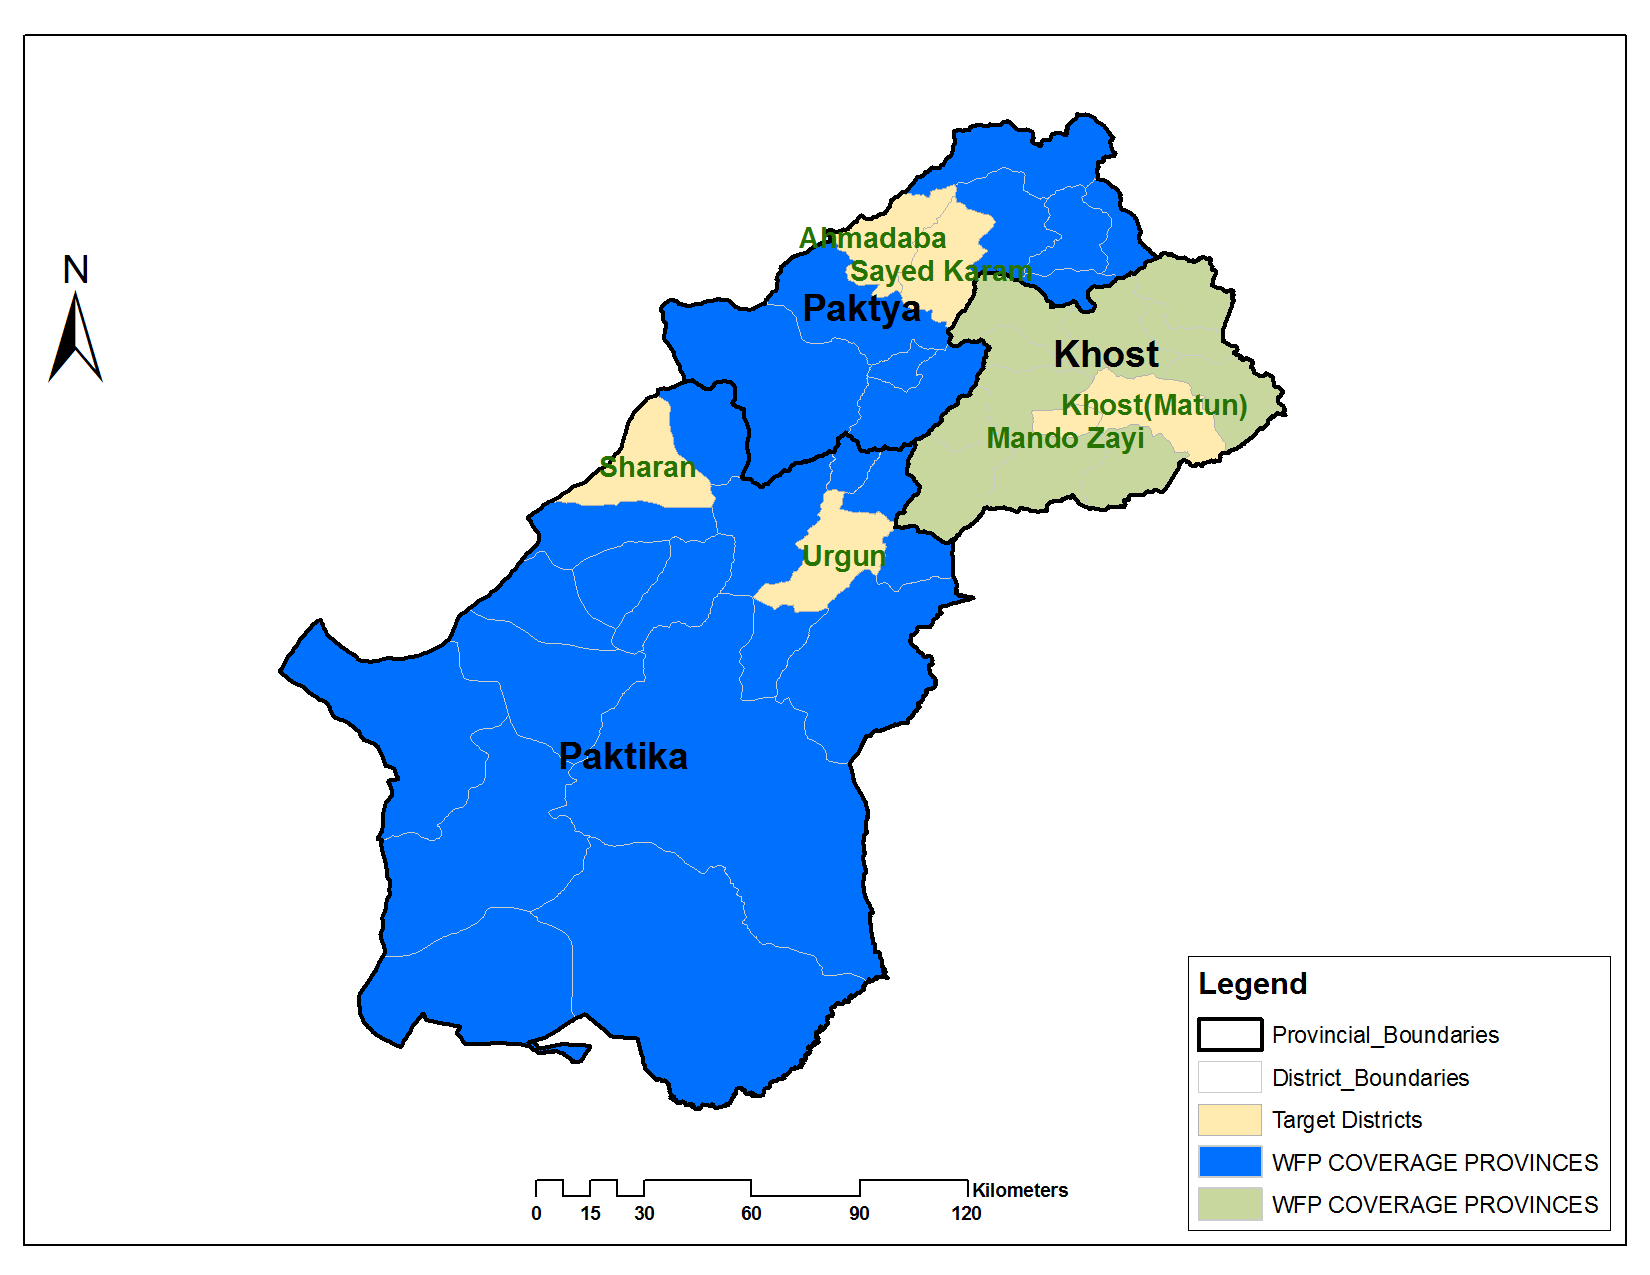 N
Ahmadaba
Sayed Karam
Paktya
Khost
Khost(Matun)
Mando Zayi
Sharan
Urgun
Paktika
Legend
Provincial_Boundaries
District_Boundaries
Target Districts
WFP COVERAGE PROVINCES
WFP COVERAGE PROVINCES
Kilometers
0 15 30 60 90 120